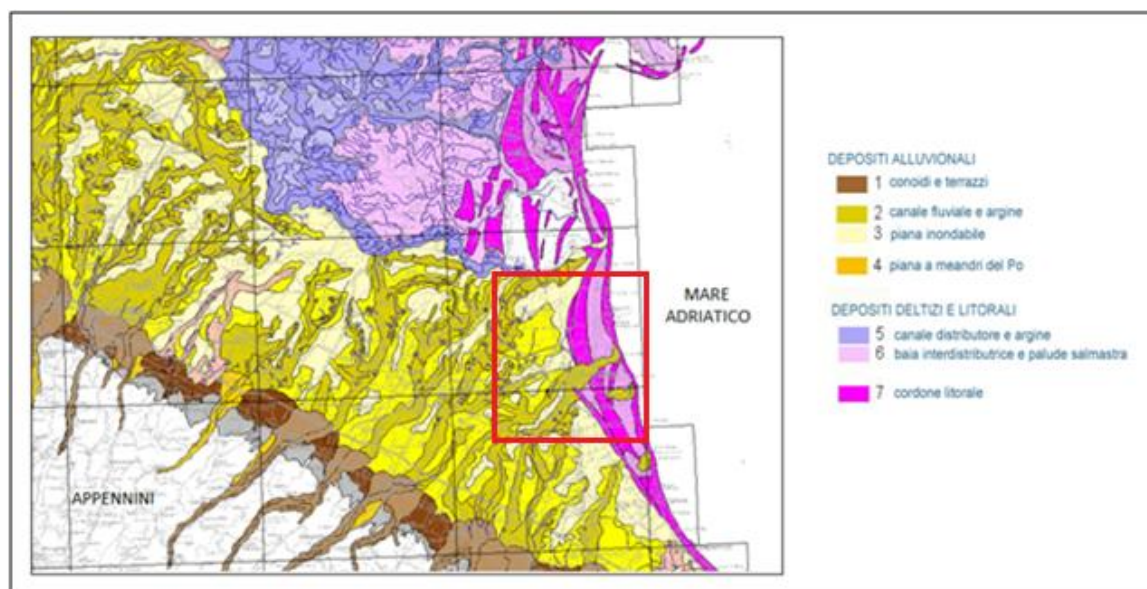 MARE
ADRIATICO
APPENNINI
DEPOSITI ALLUVIONALI
1 conoidi e terrazzi
2 canale fluviale e argine
3 piana inondabile
4 piana a meandri del Po
DEPOSITI DELTIZI E LITORALI
5 canale distributore e argine
6 baia interdistributrice e palude salmastra
7 cordone litorale